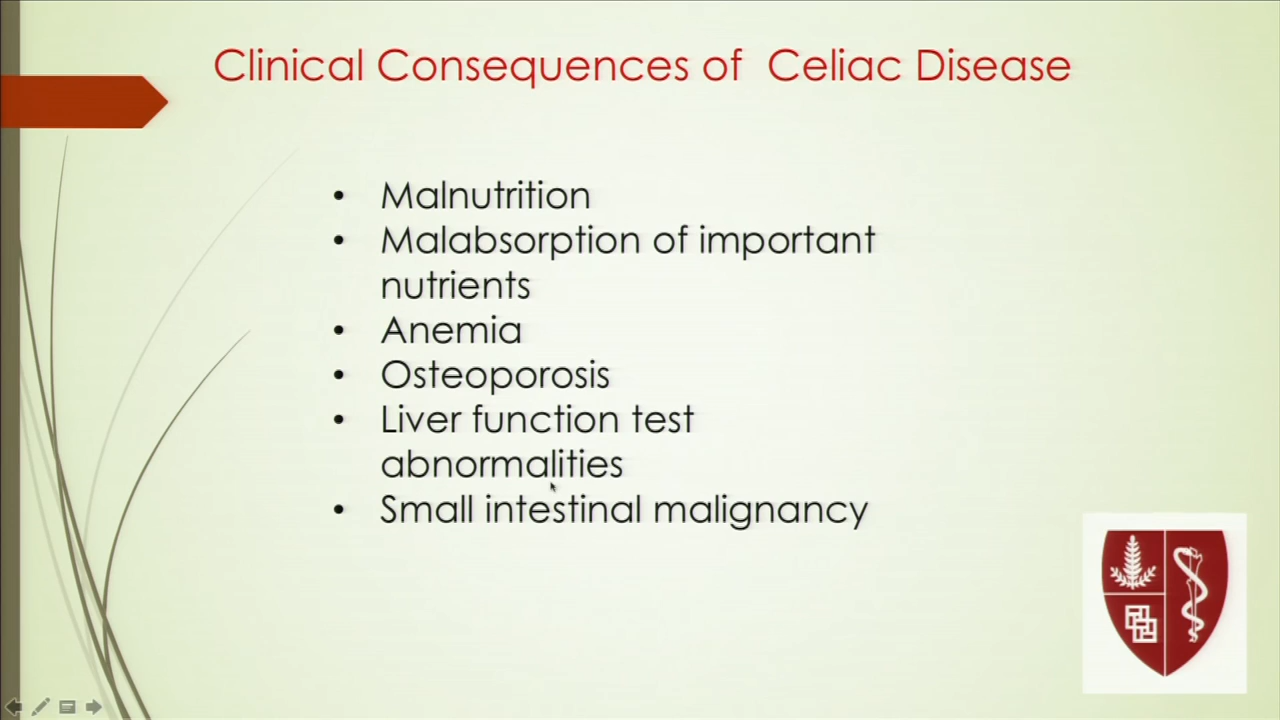 Clinical Consequences of Celiac Disease
• Malnutrition
• Malabsorption of important
nutrients
• Anemia
• Osteoporosis
• Liver function test
abnormalities
• Small intestinal malignancy